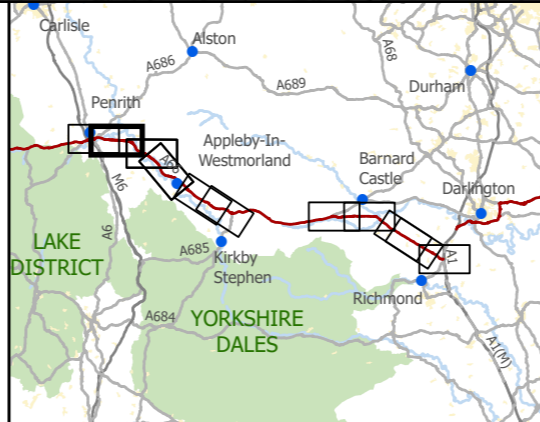 Carlisle
Alston
A68
A686
A689
Durham
Penrith
Appleby-In-
Westmorland
Barnard
Castle
Darlington
A66
M6
A6
LAKE
DISTRICT
A685
Kirkby
Stephen
A1
Richmond
A684
YORKSHIRE
DALES
A1(M)